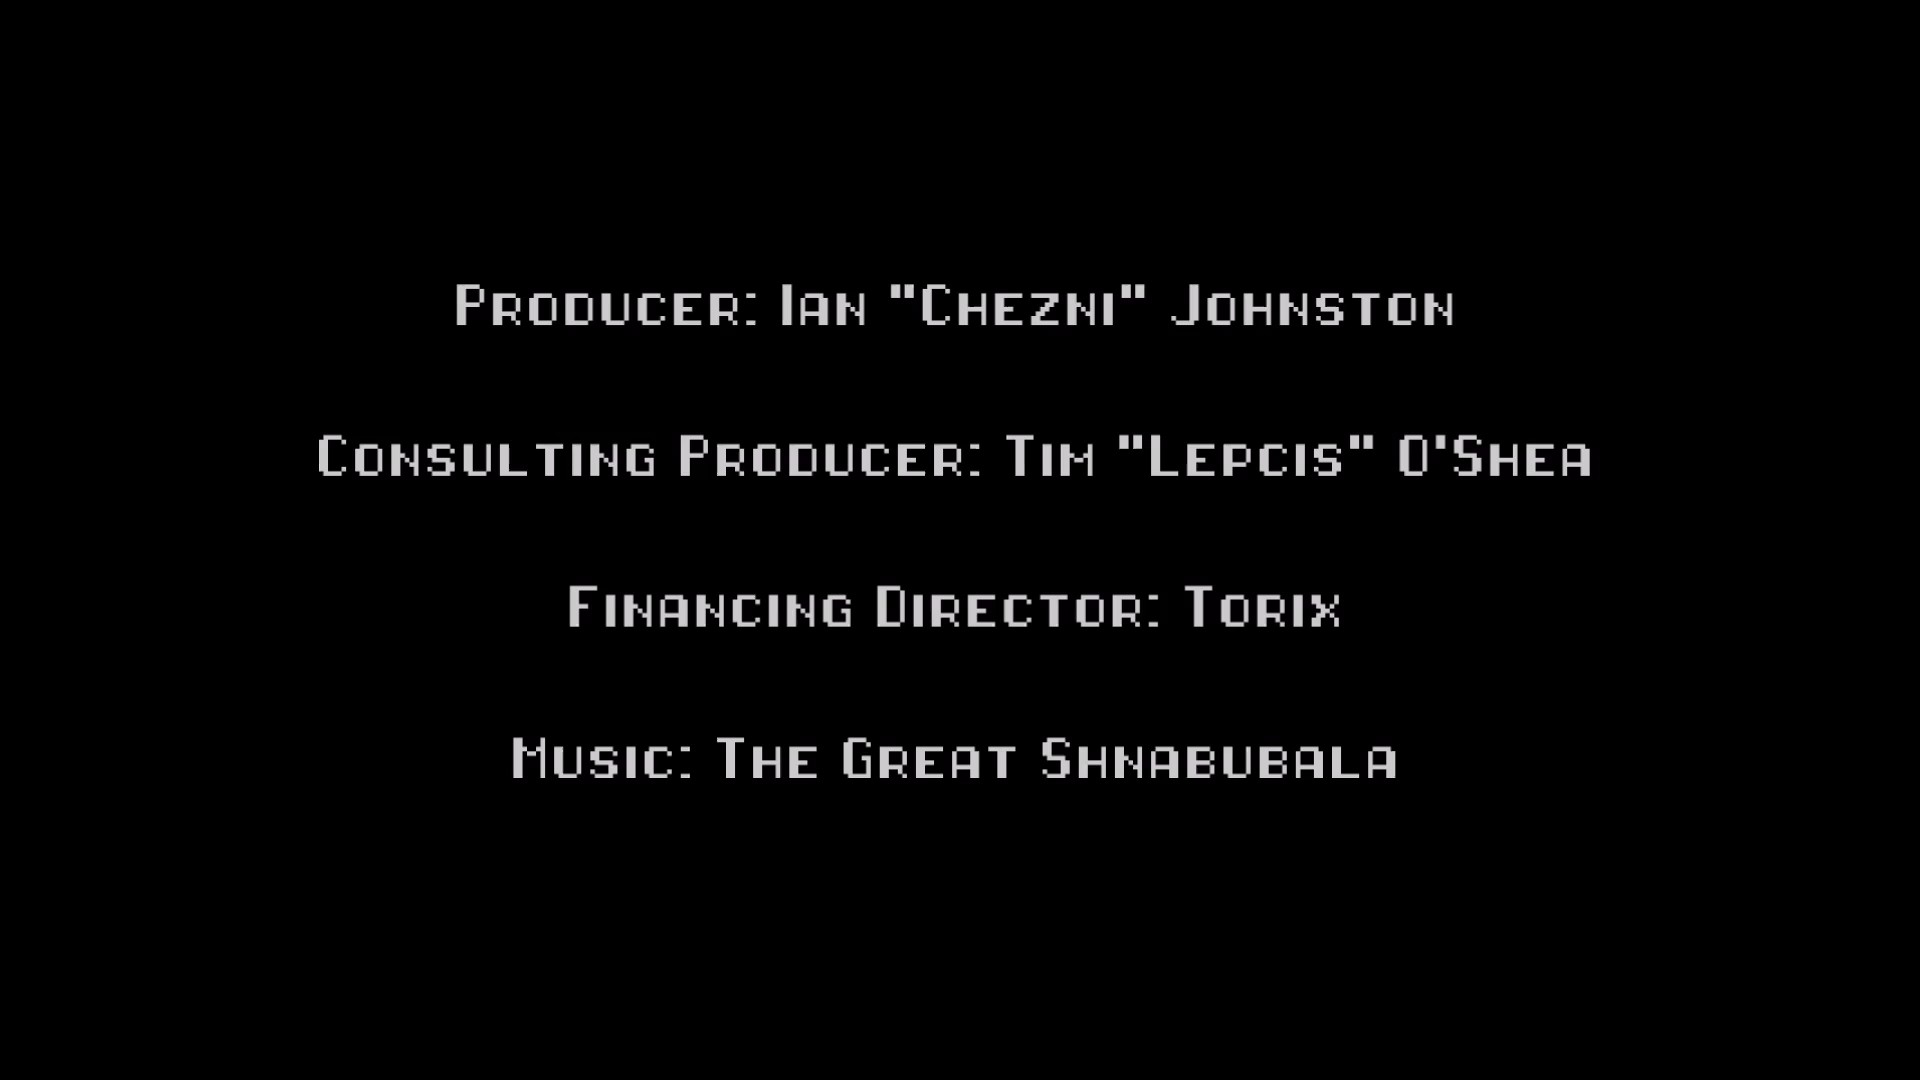 Producer: Ian "Chezni" Johnston
Consulting Producer: Tim "Lepcis" O'Shea
Financing Director: Torix
Music: The Great Shnabubala